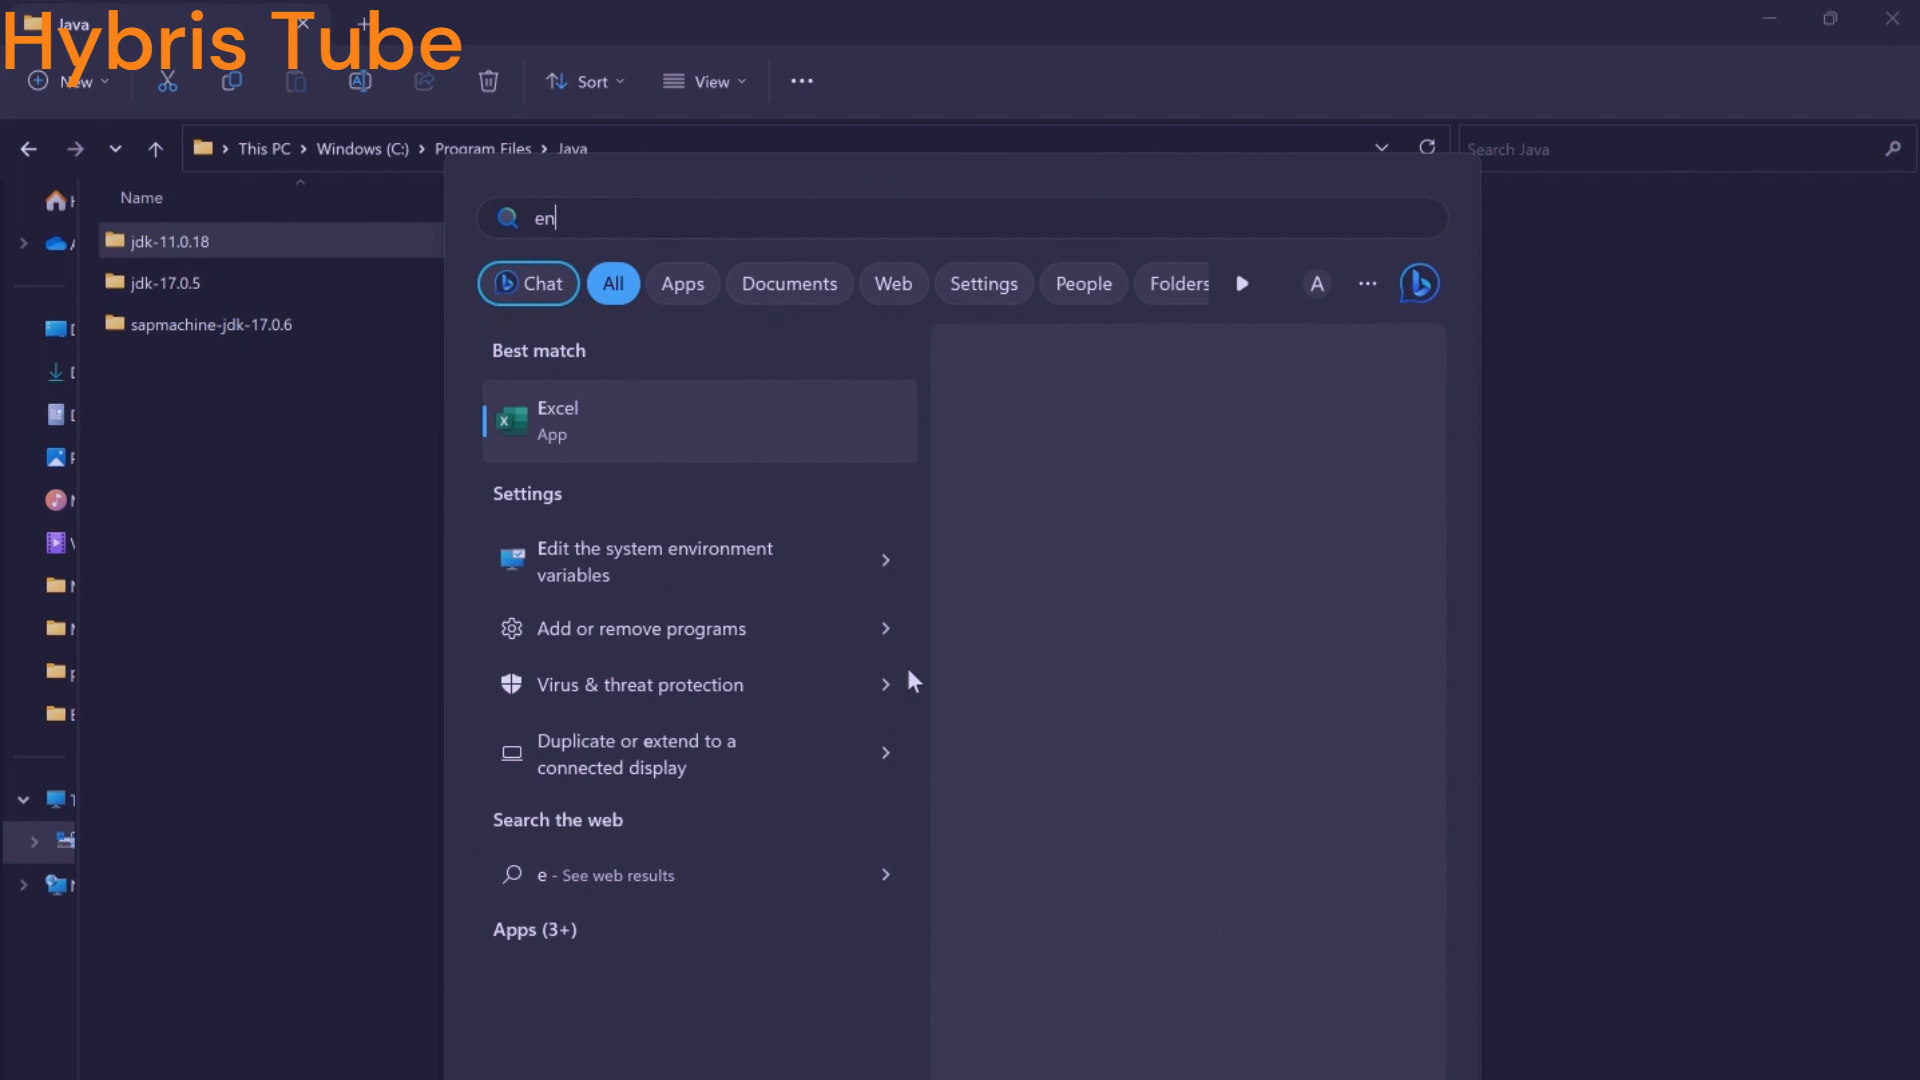 Java
Hybris Tube
New
Sort
View
This PC > Windows (C:) > Program Files > Java
Search Java
Name
jdk-11.0.18
jdk-17.0.5
sapmachine-jdk-17.0.6
en
Chat
All
Apps
Documents
Web
Settings
People
Folders
A
Best match
Excel
App
Settings
Edit the system environment
variables
Add or remove programs
Virus & threat protection
Duplicate or extend to a
connected display
Search the web
e - See web results
Apps (3+)